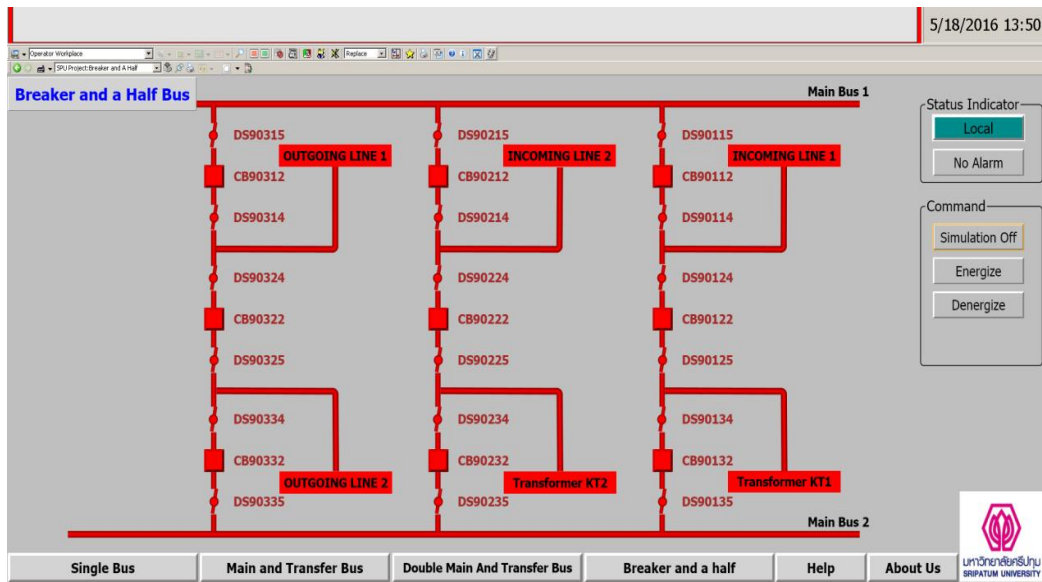 5/18/2016 13:50
Operator Workplace
Replace
SPU Project:Breaker and A Half
Breaker and a Half Bus
Main Bus 1
Status Indicator
Local
No Alarm
Command
Simulation Off
Energize
Denergize
DS90315
DS90215
DS90115
OUTGOING LINE 1
INCOMING LINE 2
INCOMING LINE 1
CB90312
CB90212
CB90112
DS90314
DS90214
DS90114
DS90324
DS90224
DS90124
CB90322
CB90222
CB90122
DS90325
DS90225
DS90125
DS90334
DS90234
DS90134
CB90332
CB90232
CB90132
OUTGOING LINE 2
Transformer KT2
Transformer KT1
DS90335
DS90235
DS90135
Main Bus 2
Single Bus
Main and Transfer Bus
Double Main And Transfer Bus
Breaker and a half
Help
About Us
มหาวิทยาลัยศรีปทุม
SRIPATUM UNIVERSITY